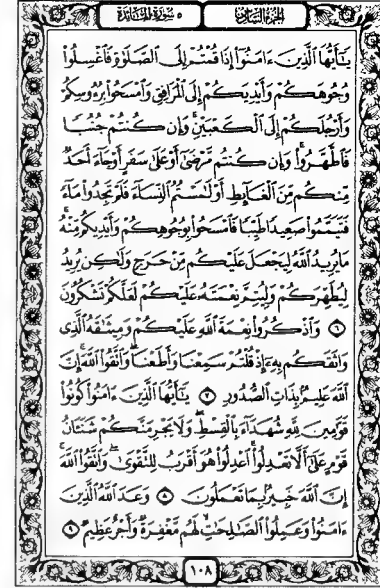 الجزء السادس ٥ سورة المائدة
يَٰٓأَيُّهَا ٱلَّذِينَ ءَامَنُوٓاْ إِذَا قُمۡتُمۡ إِلَى ٱلصَّلَوٰةِ فَٱغۡسِلُواْ
وُجُوهَكُمۡ وَأَيۡدِيَكُمۡ إِلَى ٱلۡمَرَافِقِ وَٱمۡسَحُواْ بِرُءُوسِكُمۡ
وَأَرۡجُلَكُمۡ إِلَى ٱلۡكَعۡبَيۡنِۚ وَإِن كُنتُمۡ جُنُبٗا
فَٱطَّهَّرُواْۚ وَإِن كُنتُم مَّرۡضَىٰٓ أَوۡ عَلَىٰ سَفَرٍ أَوۡ جَآءَ أَحَدٞ
مِّنكُم مِّنَ ٱلۡغَآئِطِ أَوۡ لَٰمَسۡتُمُ ٱلنِّسَآءَ فَلَمۡ تَجِدُواْ مَآءٗ
فَتَيَمَّمُواْ صَعِيدٗا طَيِّبٗا فَٱمۡسَحُواْ بِوُجُوهِكُمۡ وَأَيۡدِيكُم مِّنۡهُۚ
مَا يُرِيدُ ٱللَّهُ لِيَجۡعَلَ عَلَيۡكُم مِّنۡ حَرَجٖ وَلَٰكِن يُرِيدُ
لِيُطَهِّرَكُمۡ وَلِيُتِمَّ نِعۡمَتَهُۥ عَلَيۡكُمۡ لَعَلَّكُمۡ تَشۡكُرُونَ
٦ وَٱذۡكُرُواْ نِعۡمَةَ ٱللَّهِ عَلَيۡكُمۡ وَمِيثَٰقَهُ ٱلَّذِي
وَاثَقَكُم بِهِۦٓ إِذۡ قُلۡتُمۡ سَمِعۡنَا وَأَطَعۡنَاۖ وَٱتَّقُواْ ٱللَّهَۚ إِنَّ
ٱللَّهَ عَلِيمُۢ بِذَاتِ ٱلصُّدُورِ ٧ يَٰٓأَيُّهَا ٱلَّذِينَ ءَامَنُواْ كُونُواْ
قَوَّٰمِينَ لِلَّهِ شُهَدَآءَ بِٱلۡقِسۡطِۖ وَلَا يَجۡرِمَنَّكُمۡ شَنَـَٔانُ
قَوۡمٍ عَلَىٰٓ أَلَّا تَعۡدِلُواْۚ ٱعۡدِلُواْ هُوَ أَقۡرَبُ لِلتَّقۡوَىٰۖ وَٱتَّقُواْ ٱللَّهَۚ
إِنَّ ٱللَّهَ خَبِيرُۢ بِمَا تَعۡمَلُونَ ٨ وَعَدَ ٱللَّهُ ٱلَّذِينَ
ءَامَنُواْ وَعَمِلُواْ ٱلصَّٰلِحَٰتِ لَهُم مَّغۡفِرَةٞ وَأَجۡرٌ عَظِيمٞ ٩
١٠٨